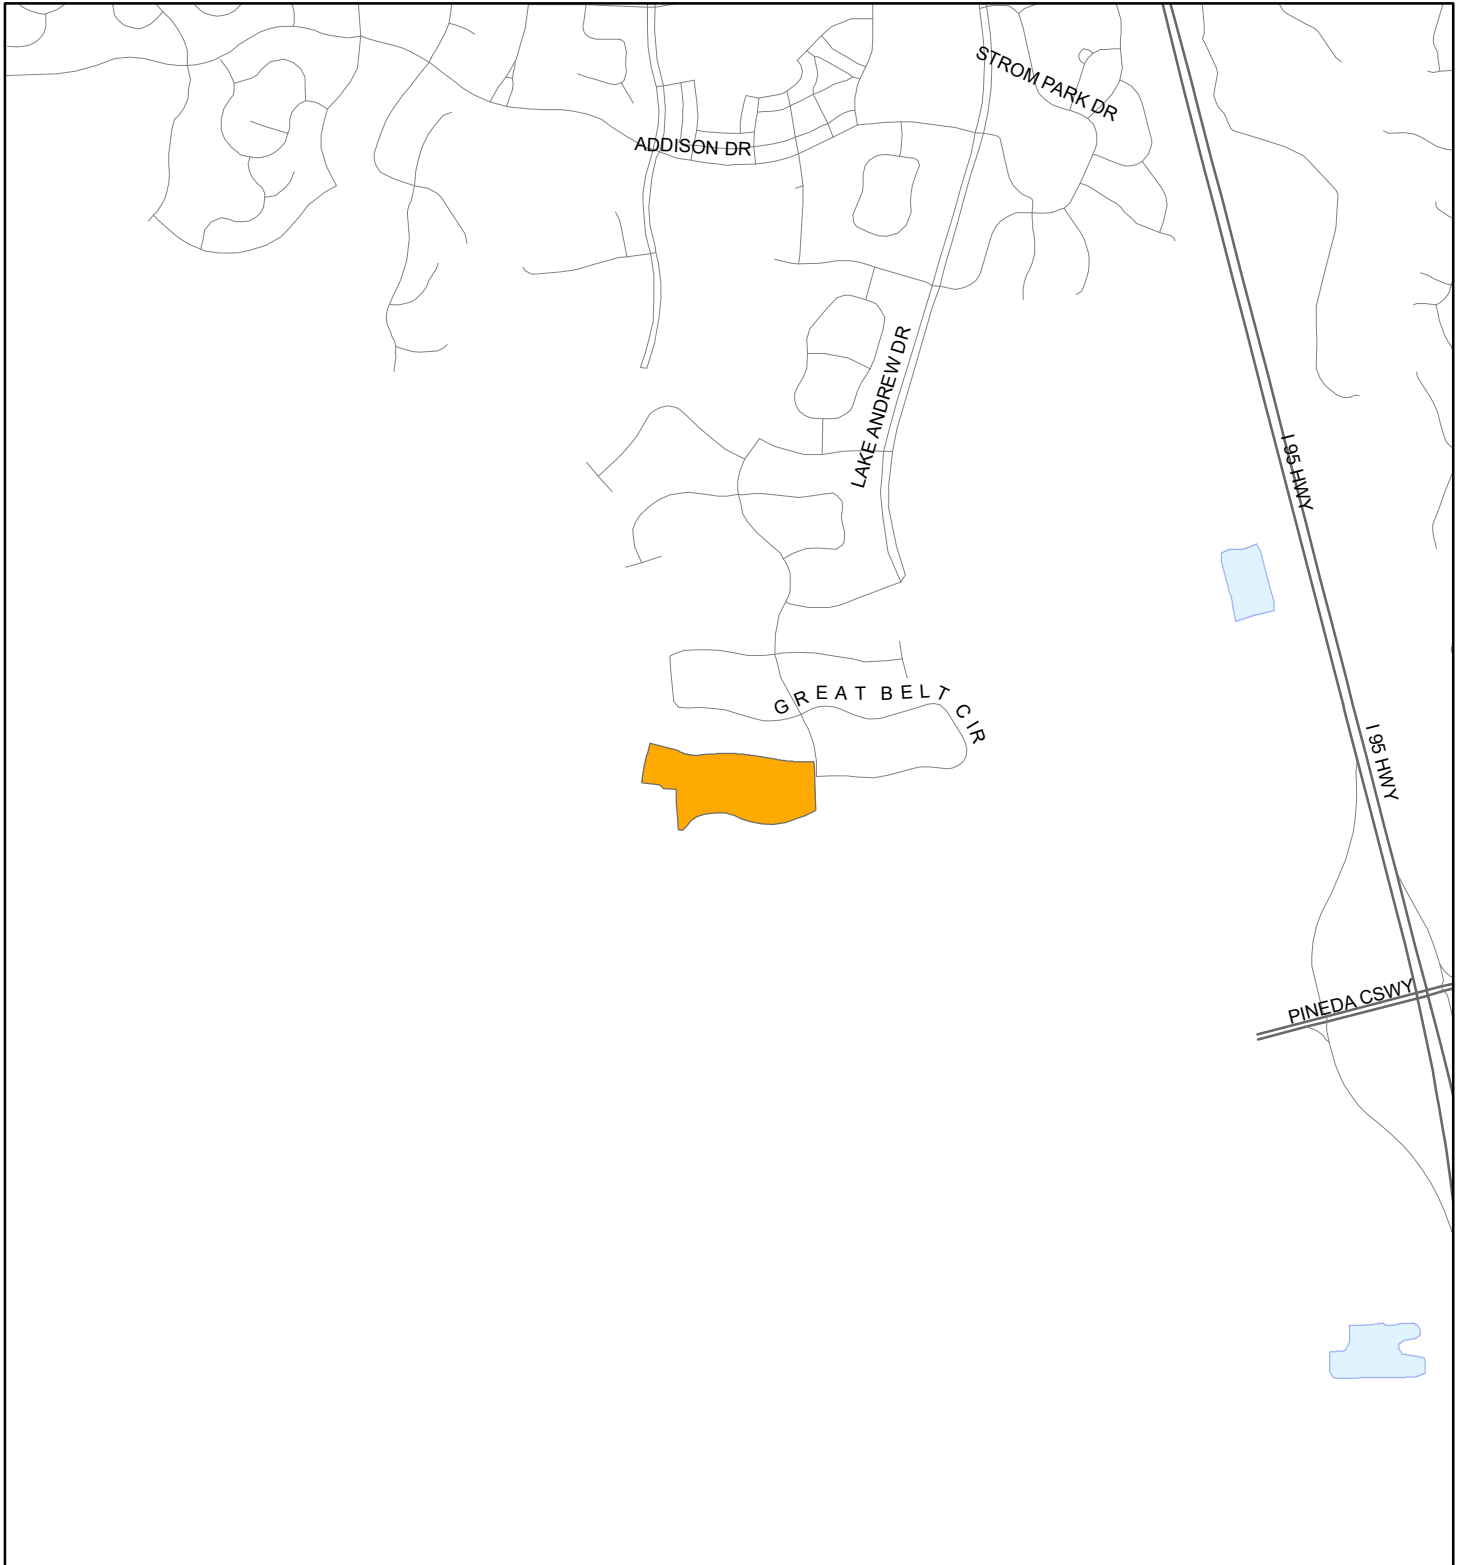 STROM PARK DR
ADDISON DR
LAKE ANDREW DR
I 95 HWY
GREAT BELT CIR
I 95 HWY
PINEDA CSWY